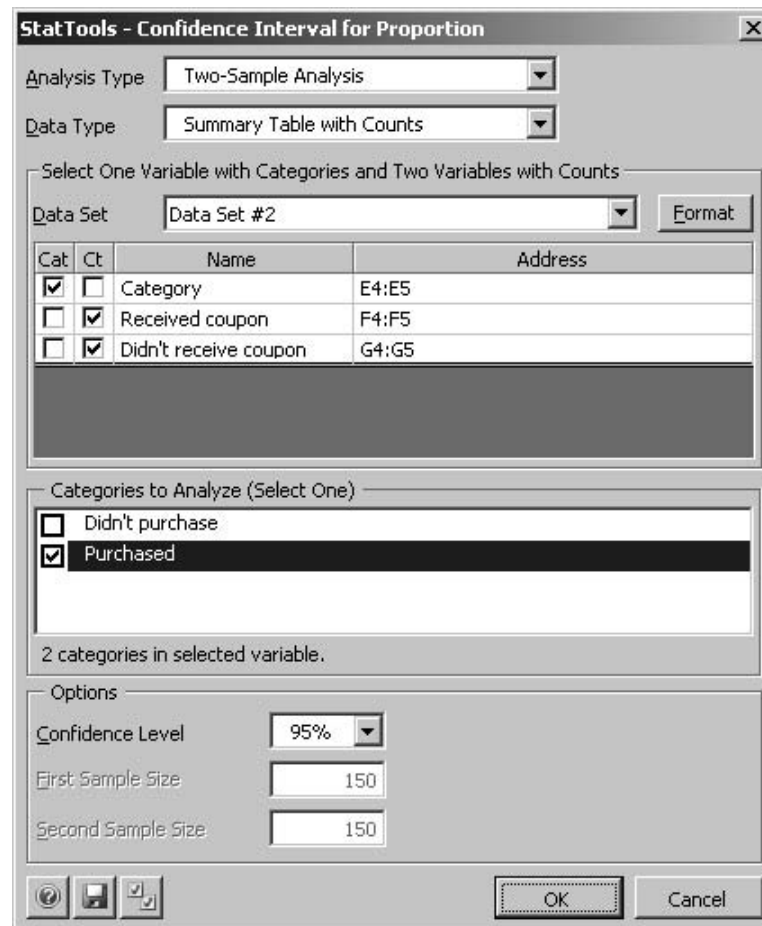 StatTools - Confidence Interval for Proportion
Analysis Type Two-Sample Analysis
Data Type Summary Table with Counts
Select One Variable with Categories and Two Variables with Counts
Data Set Data Set #2 Format
Cat Ct Name Address
Category E4:E5
Received coupon F4:F5
Didn't receive coupon G4:G5
Categories to Analyze (Select One)
Didn't purchase
Purchased
2 categories in selected variable.
Options
Confidence Level 95%
First Sample Size 150
Second Sample Size 150
OK Cancel